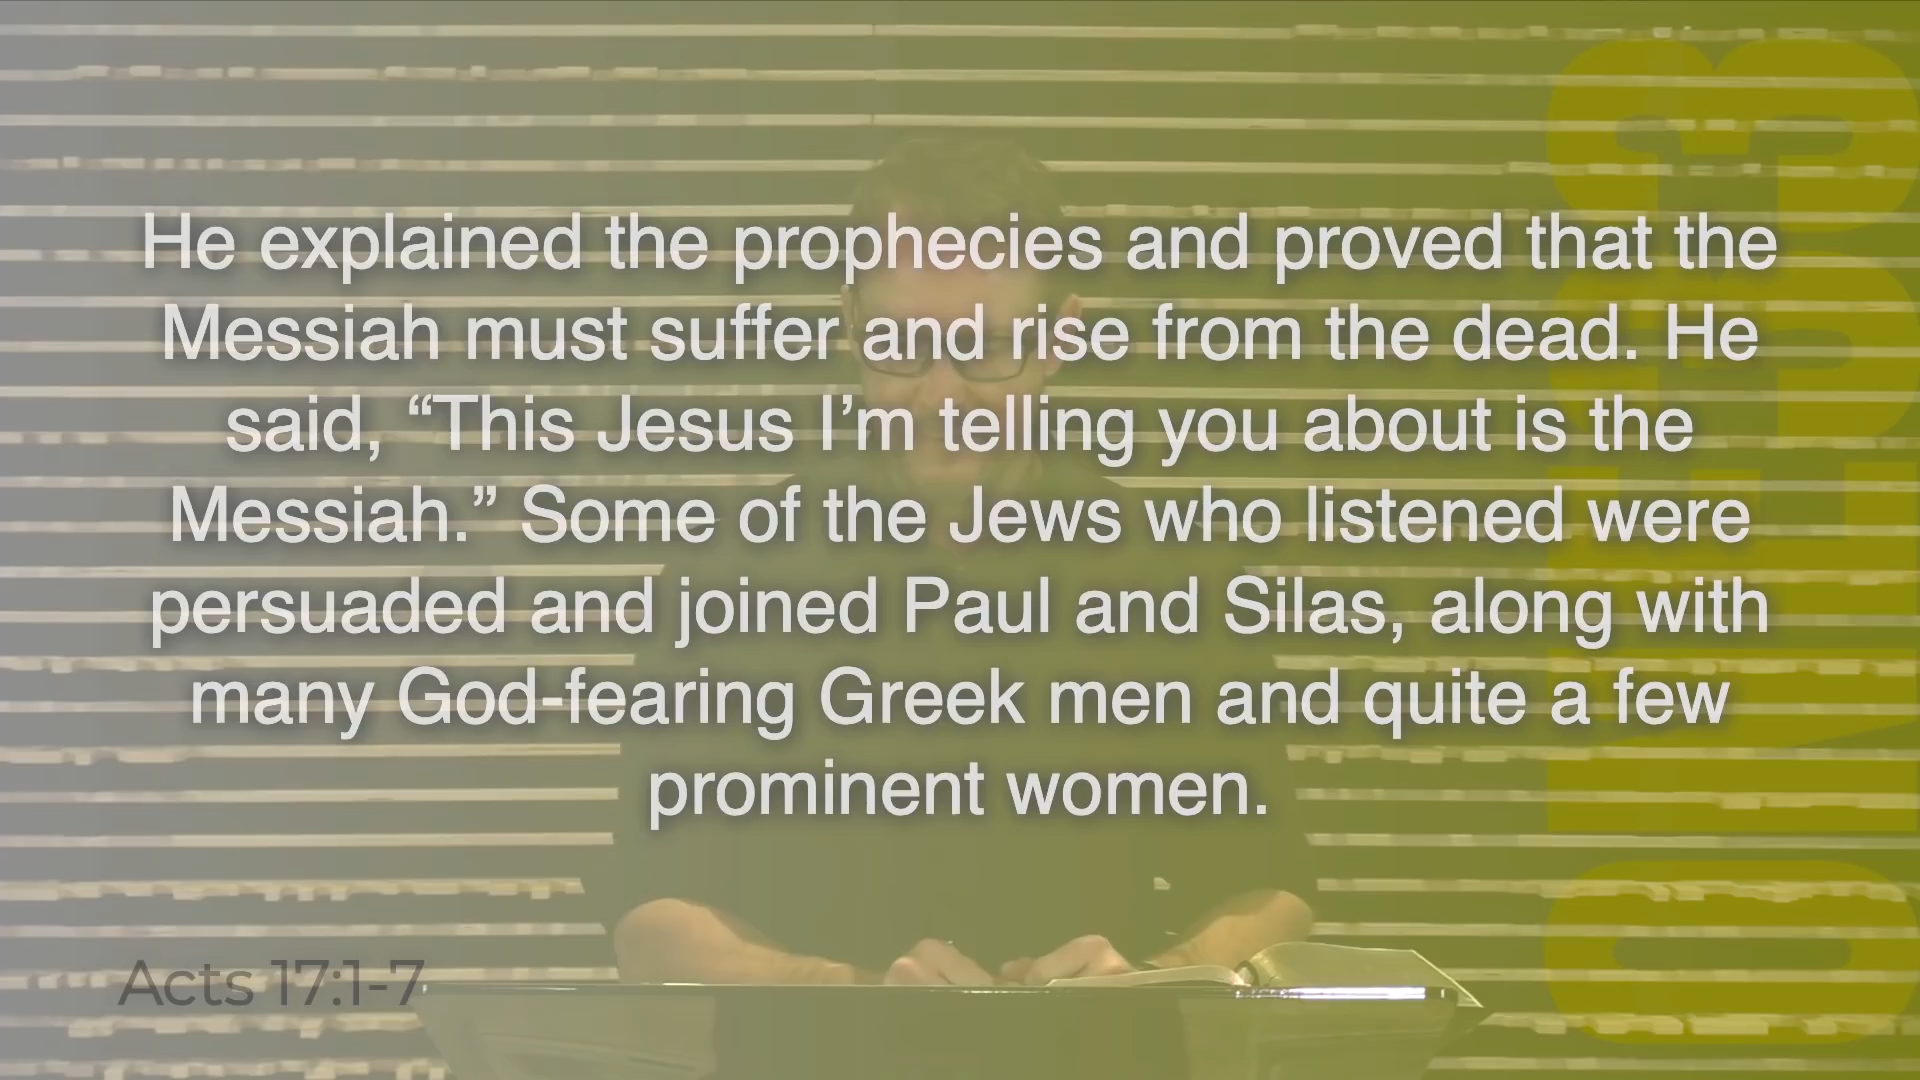 He explained the prophecies and proved that the
Messiah must suffer and rise from the dead. He
said, “This Jesus I’m telling you about is the
Messiah.” Some of the Jews who listened were
persuaded and joined Paul and Silas, along with
many God-fearing Greek men and quite a few
prominent women.
Acts 17:1-7